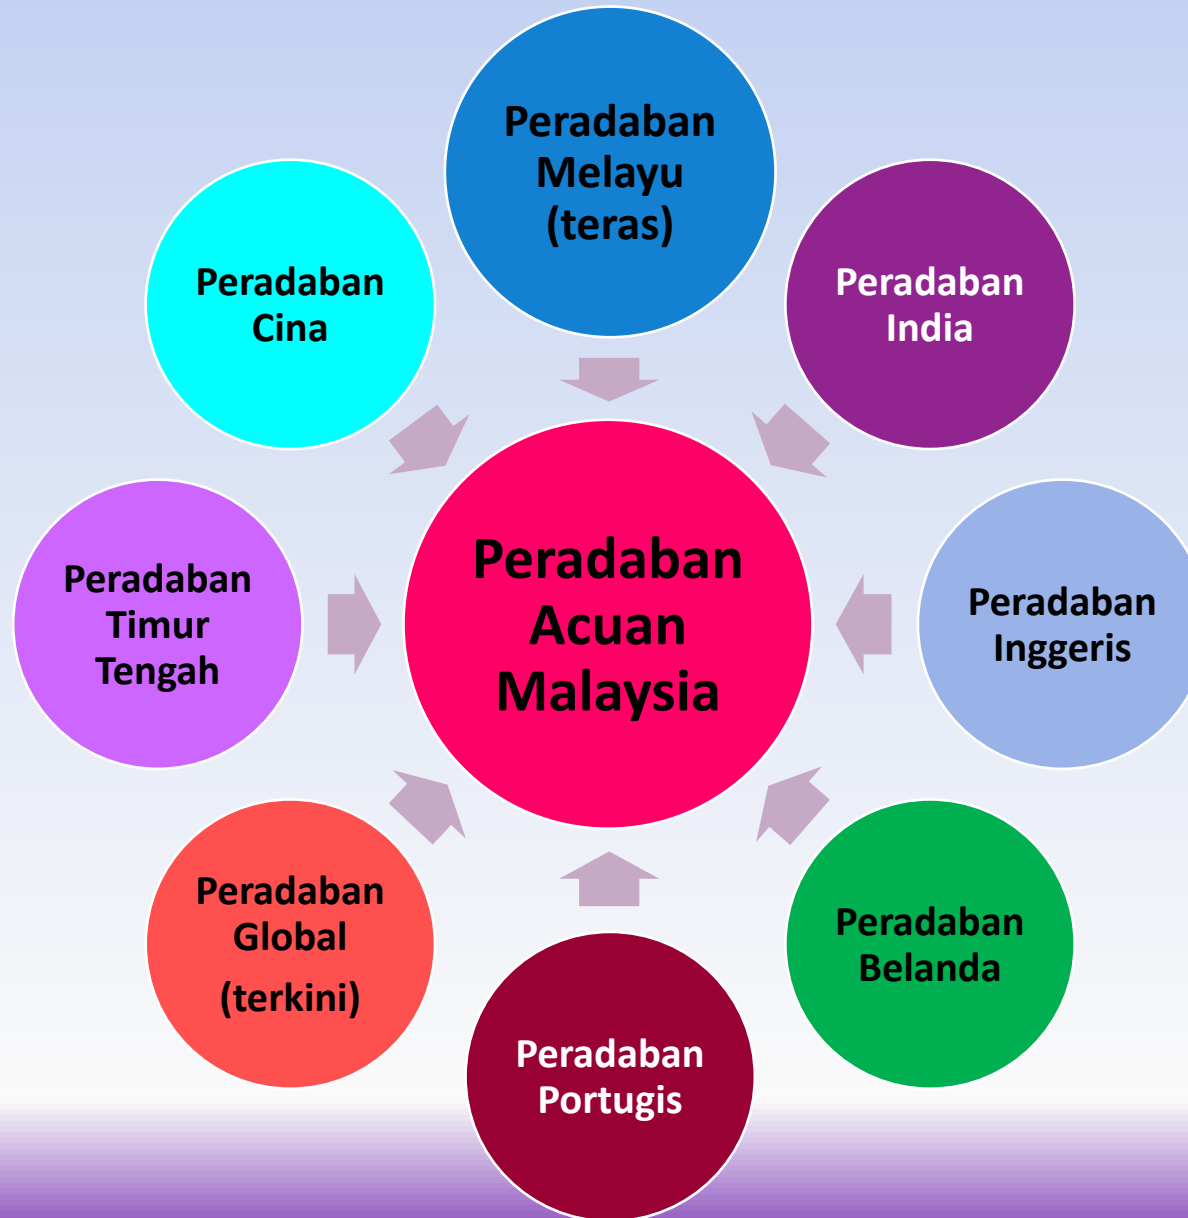 Peradaban
Melayu
(teras)
Peradaban
India
Peradaban
Inggeris
Peradaban
Belanda
Peradaban
Portugis
Peradaban
Global
(terkini)
Peradaban
Timur
Tengah
Peradaban
Cina
Peradaban
Acuan
Malaysia